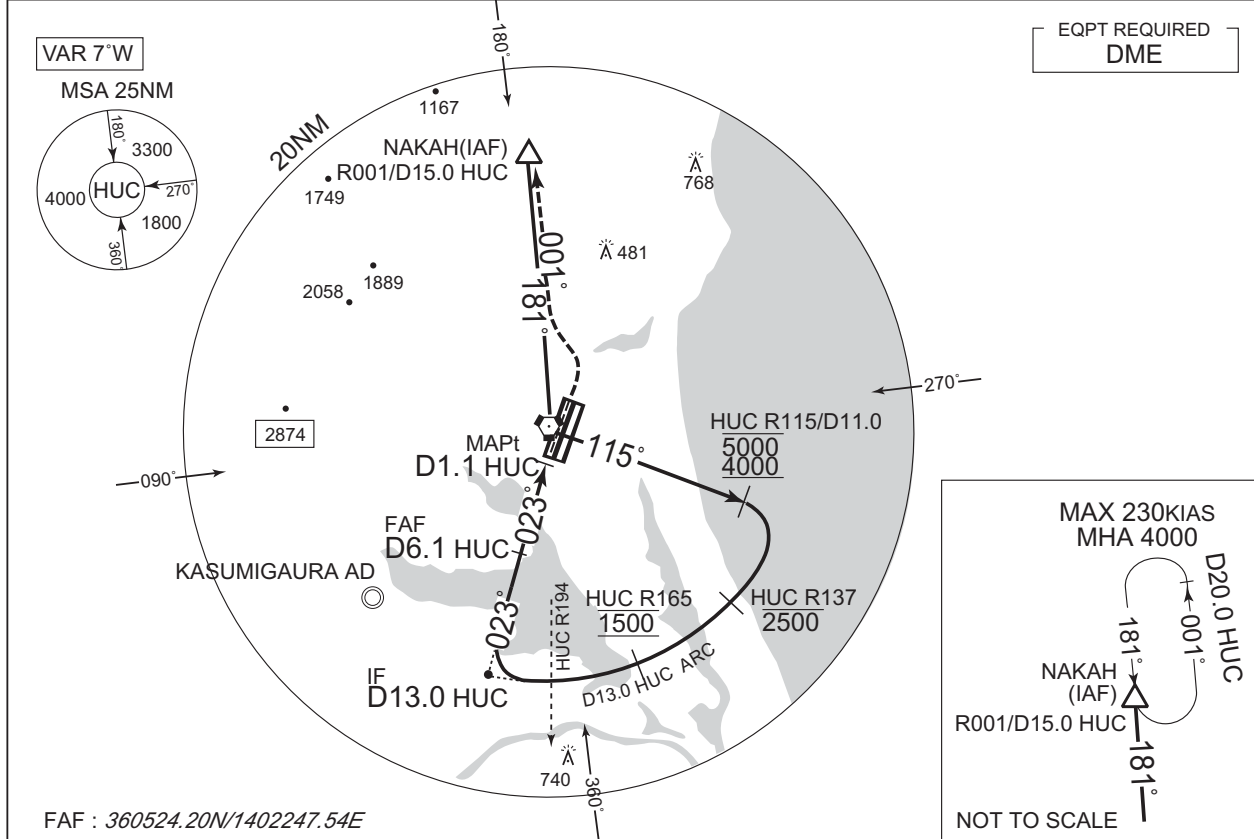 VAR 7°W
MSA 25NM
180°
3300
HUC
4000
270°
1800
360°
EQPT REQUIRED
DME
180°
20NM
1167
NAKAH(IAF)
R001/D15.0 HUC
768
1749
481
001°
181°
1889
2058
270°
2874
090°
MAPt
D1.1 HUC
115°
HUC R115/D11.0
5000
4000
023°
FAF
D6.1 HUC
KASUMIGAURA AD
023°
HUC R194
HUC R165
1500
HUC R137
2500
D13.0 HUC ARC
IF
D13.0 HUC
740
360°
FAF : 360524.20N/1402247.54E
MAX 230KIAS
MHA 4000
D20.0 HUC
181°
001°
NAKAH
(IAF)
R001/D15.0 HUC
181°
NOT TO SCALE